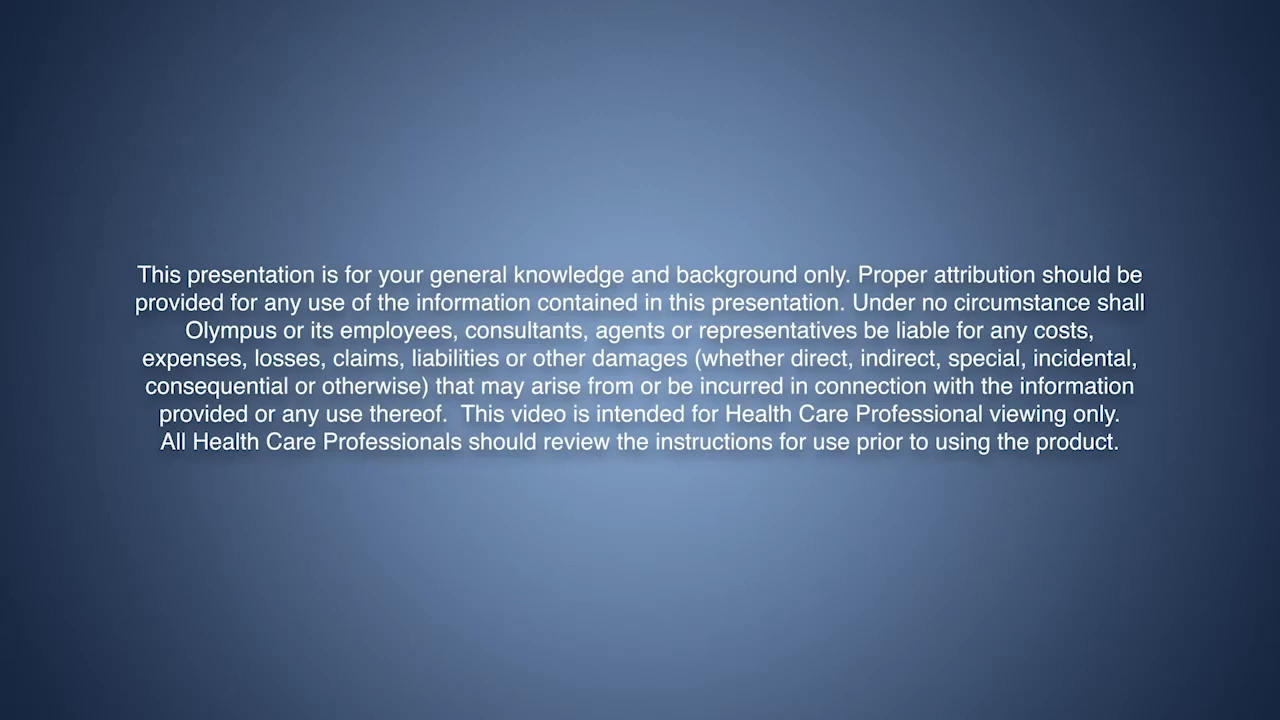 This presentation is for your general knowledge and background only. Proper attribution should be
provided for any use of the information contained in this presentation. Under no circumstance shall
Olympus or its employees, consultants, agents or representatives be liable for any costs,
expenses, losses, claims, liabilities or other damages (whether direct, indirect, special, incidental,
consequential or otherwise) that may arise from or be incurred in connection with the information
provided or any use thereof.  This video is intended for Health Care Professional viewing only.
All Health Care Professionals should review the instructions for use prior to using the product.